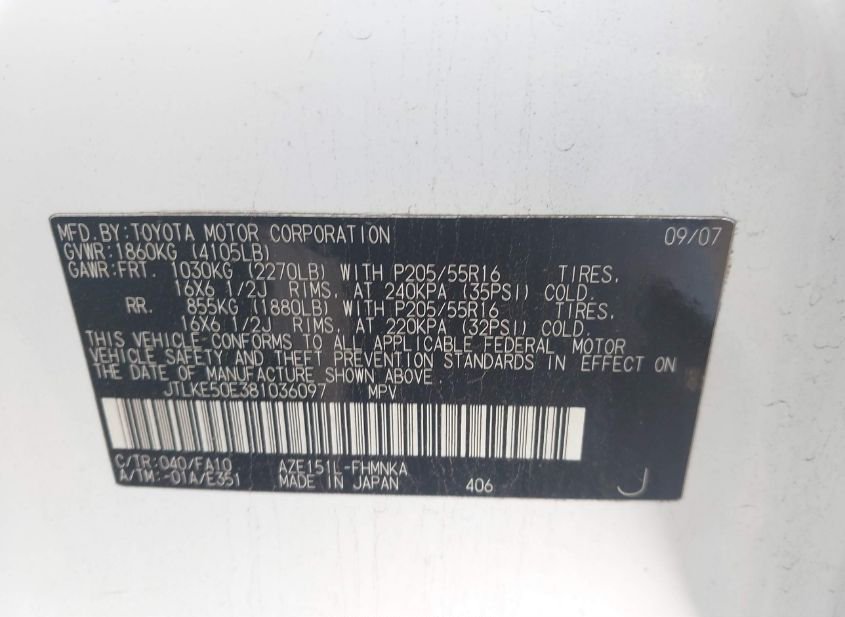 MFD.BY:TOYOTA MOTOR CORPORATION 09/07
GVWR:1860KG (4105LB)
GAWR:FRT. 1030KG (2270LB) WITH P205/55R16 TIRES,
16X6 1/2J RIMS, AT 240KPA (35PSI) COLD.
RR. 855KG (1880LB) WITH P205/55R16 TIRES,
16X6 1/2J RIMS, AT 220KPA (32PSI) COLD.
THIS VEHICLE CONFORMS TO ALL APPLICABLE FEDERAL MOTOR
VEHICLE SAFETY AND THEFT PREVENTION STANDARDS IN EFFECT ON
THE DATE OF MANUFACTURE SHOWN ABOVE.
JTLKE50E381036097 MPV
C/TR:040/FA10 AZE151L-FHMNKA
A/TM:-01A/E351 MADE IN JAPAN 406 J